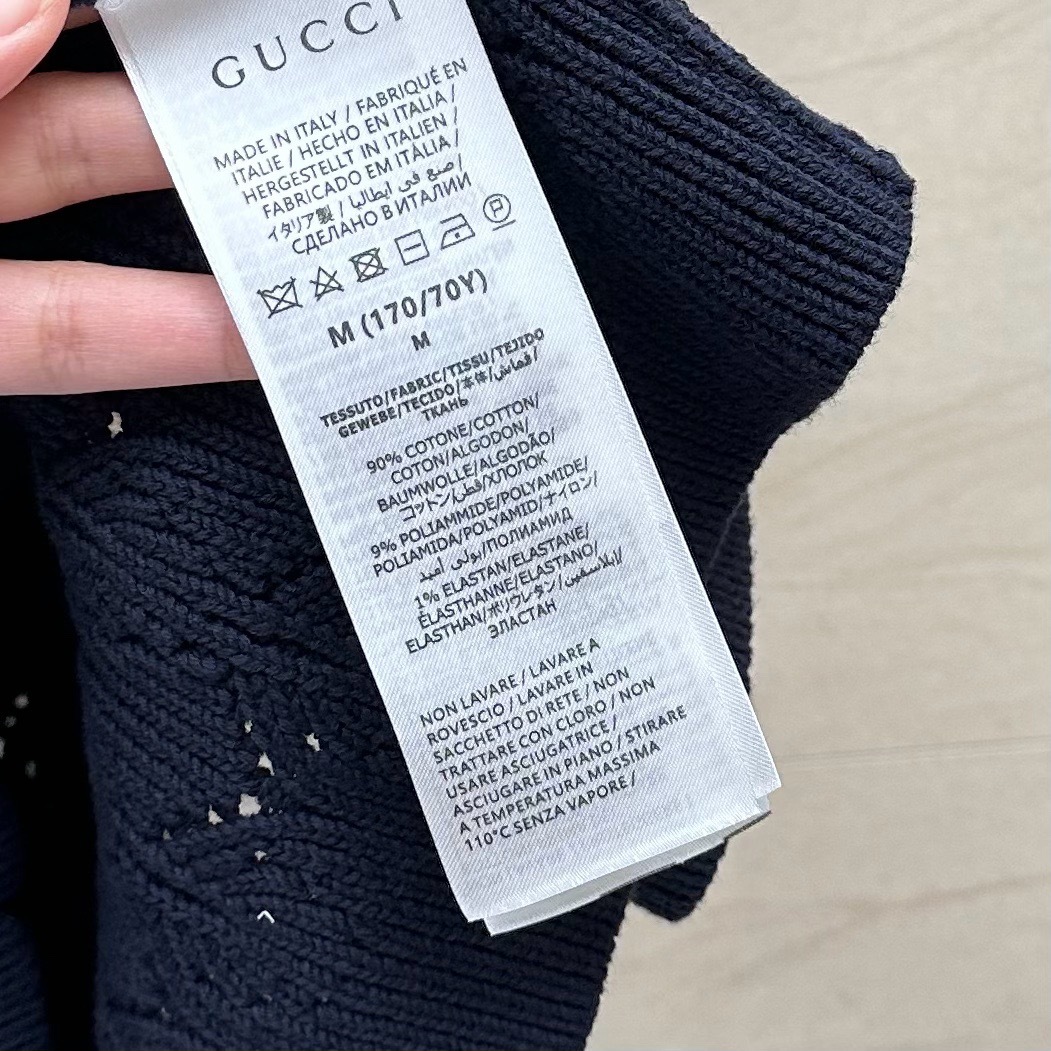 GUCCI
MADE IN ITALY / FABRIQUÉ EN
ITALIE / HECHO EN ITALIA /
HERGESTELLT IN ITALIEN /
FABRICADO EM ITÁLIA /
صنع في ايطاليا /
イタリア製 /
СДЕЛАНО В ИТАЛИИ
P
M (170/70Y)
M
TESSUTO/FABRIC/TISSU/TEJIDO
GEWEBE/TECIDO/本体/قماش/
ТКАНЬ
90% COTONE/COTTON/
COTON/ALGODON/
BAUMWOLLE/ALGODÃO/
コットン/قطن/ХЛОПОК
9% POLIAMMIDE/POLYAMIDE/
POLIAMIDA/POLYAMID/ナイロン/
بولي أميد/ПОЛИАМИД
1% ELASTAN/ELASTANE/
ÉLASTHANNE/ELASTANO/
ELASTHAN/ポリウレタン/إيلاستين/
ЭЛАСТАН
NON LAVARE / LAVARE A
ROVESCIO / LAVARE IN
SACCHETTO DI RETE / NON
TRATTARE CON CLORO / NON
USARE ASCIUGATRICE /
ASCIUGARE IN PIANO / STIRARE
A TEMPERATURA MASSIMA
110°C SENZA VAPORE /